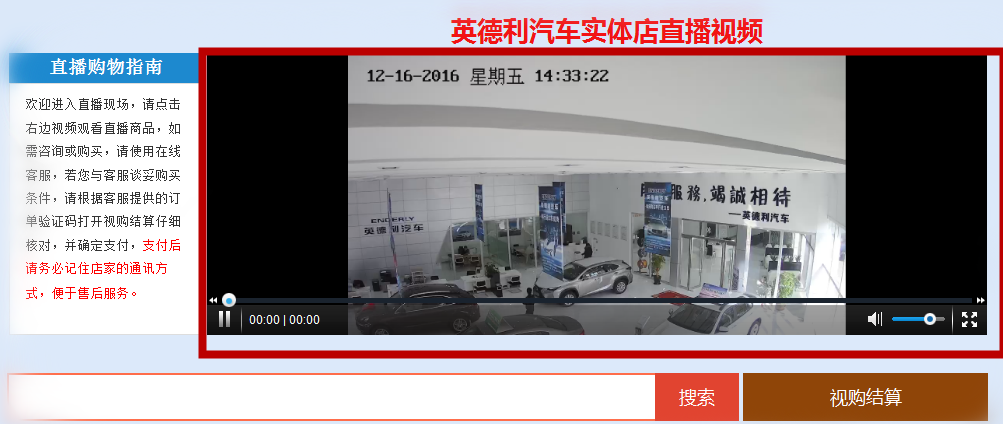 英德利汽车实体店直播视频
直播购物指南
欢迎进入直播现场，请点击
右边视频观看直播商品，如
需咨询或购买，请使用在线
客服，若您与客服谈妥购买
条件，请根据客服提供的订
单验证码打开视购结算仔细
核对，并确定支付，支付后
请务必记住店家的通讯方
式，便于售后服务。
12-16-2016 星期五 14:33:22
服務,竭誠相待
—英德利汽车
ENDERLY
英德利汽车
00:00 | 00:00
搜索
视购结算